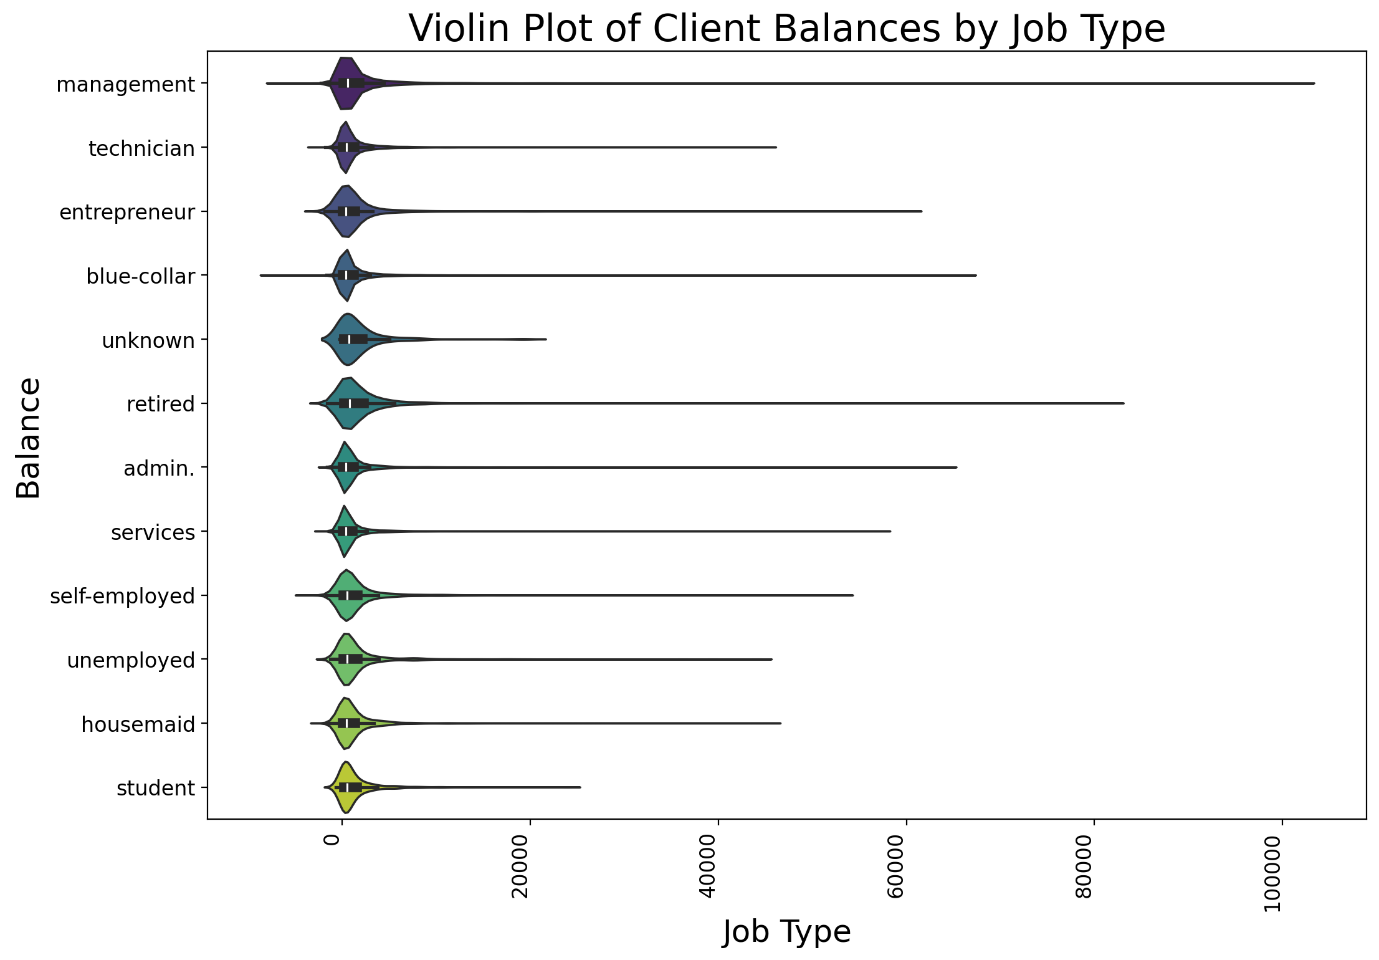 Violin Plot of Client Balances by Job Type
management
technician
entrepreneur
blue-collar
unknown
retired
admin.
services
self-employed
unemployed
housemaid
student
Balance
0
20000
40000
60000
80000
100000
Job Type